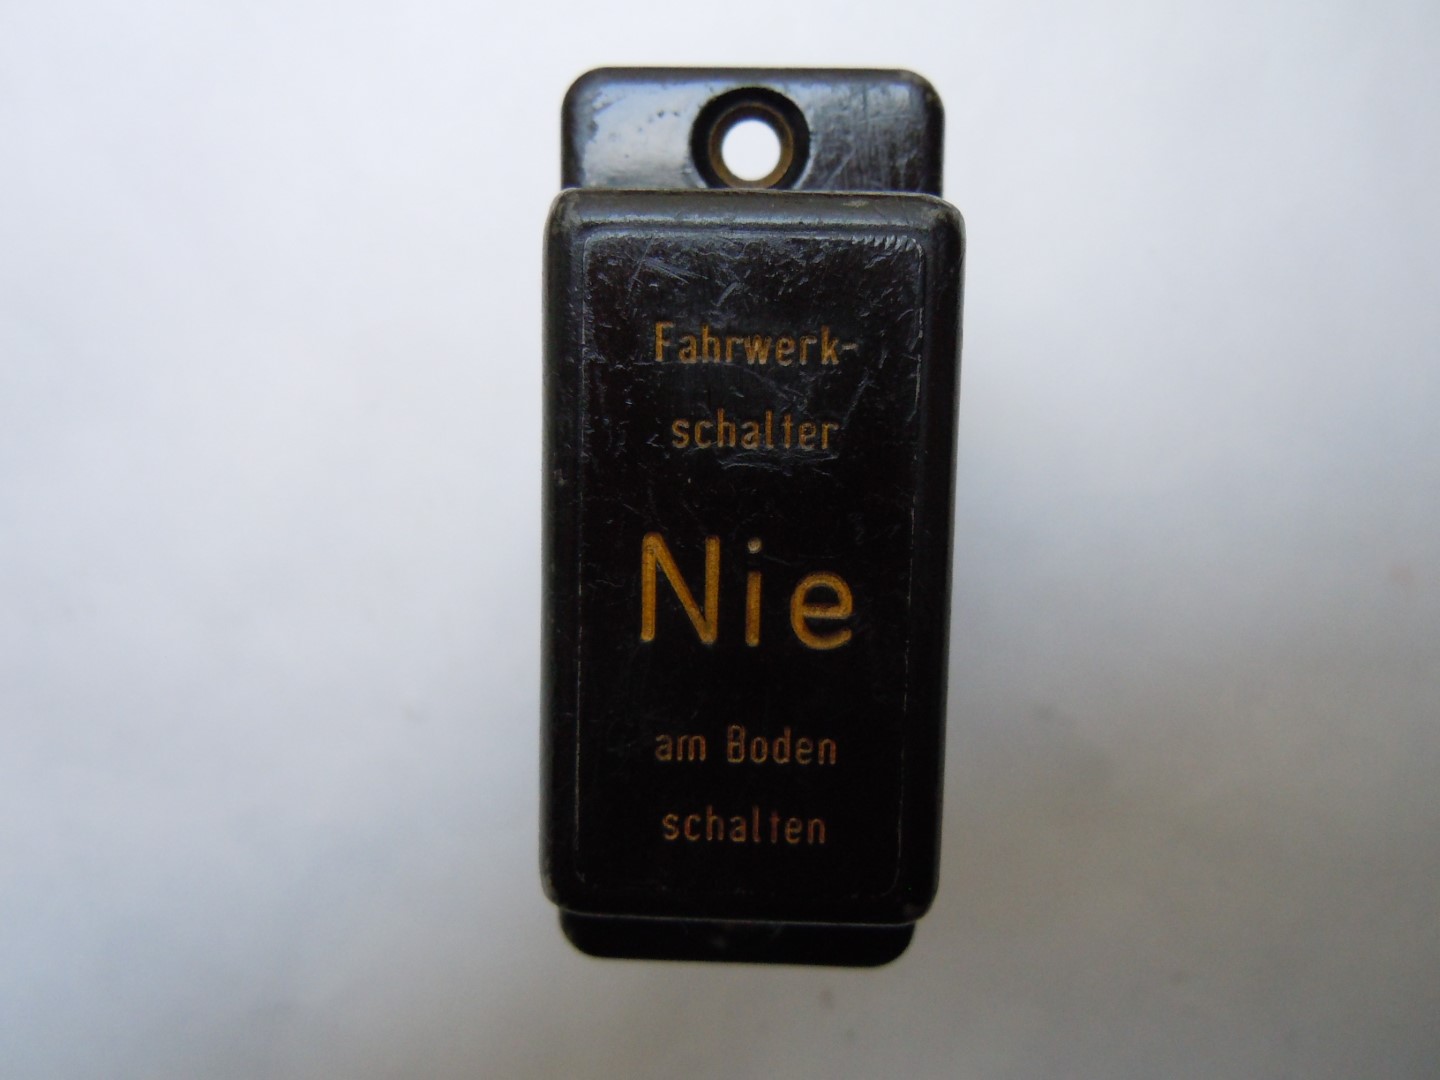 Fahrwerk-
schalter
Nie
am Boden
schalten